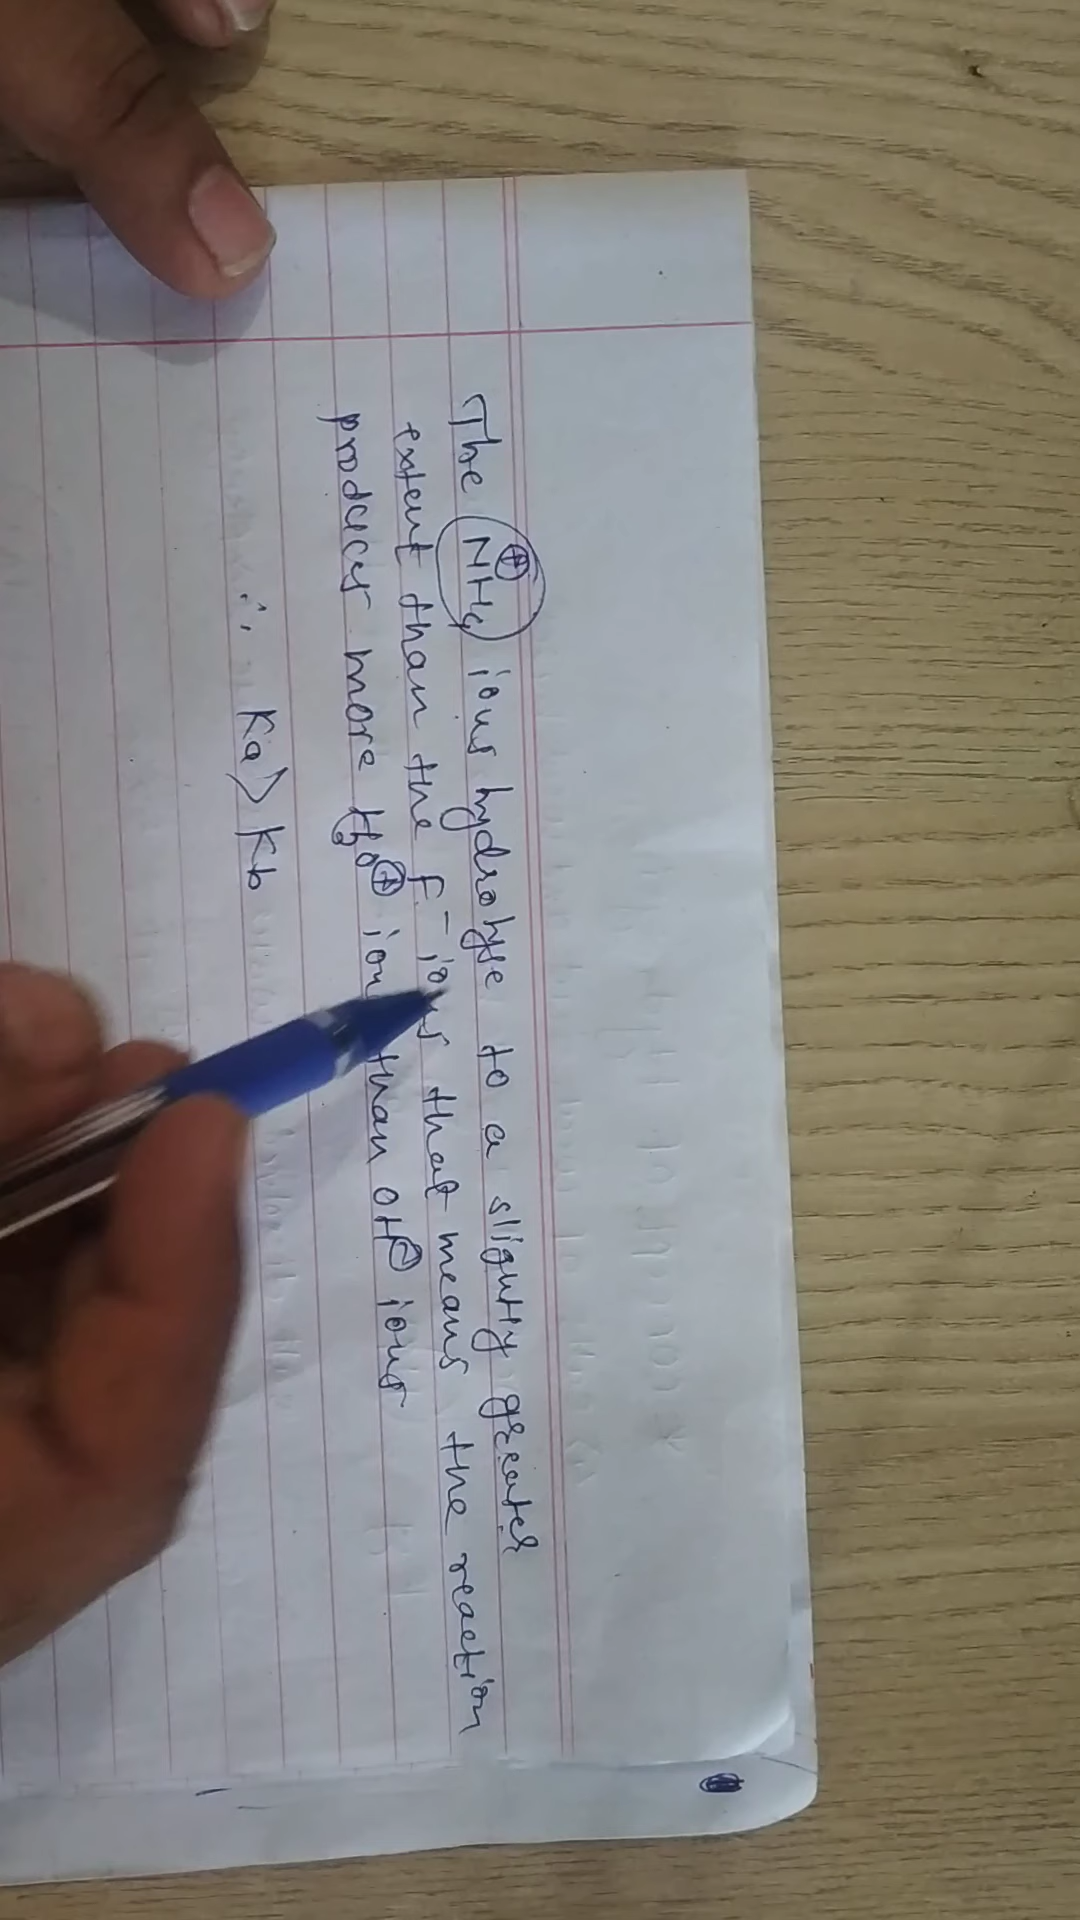 The NH4⊕ ions hydrolyse to a slightly greater
extent than the F⁻ ions that means the reaction
produces more H3O⊕ ion than OH⊖ ions
∴ Ka > Kb